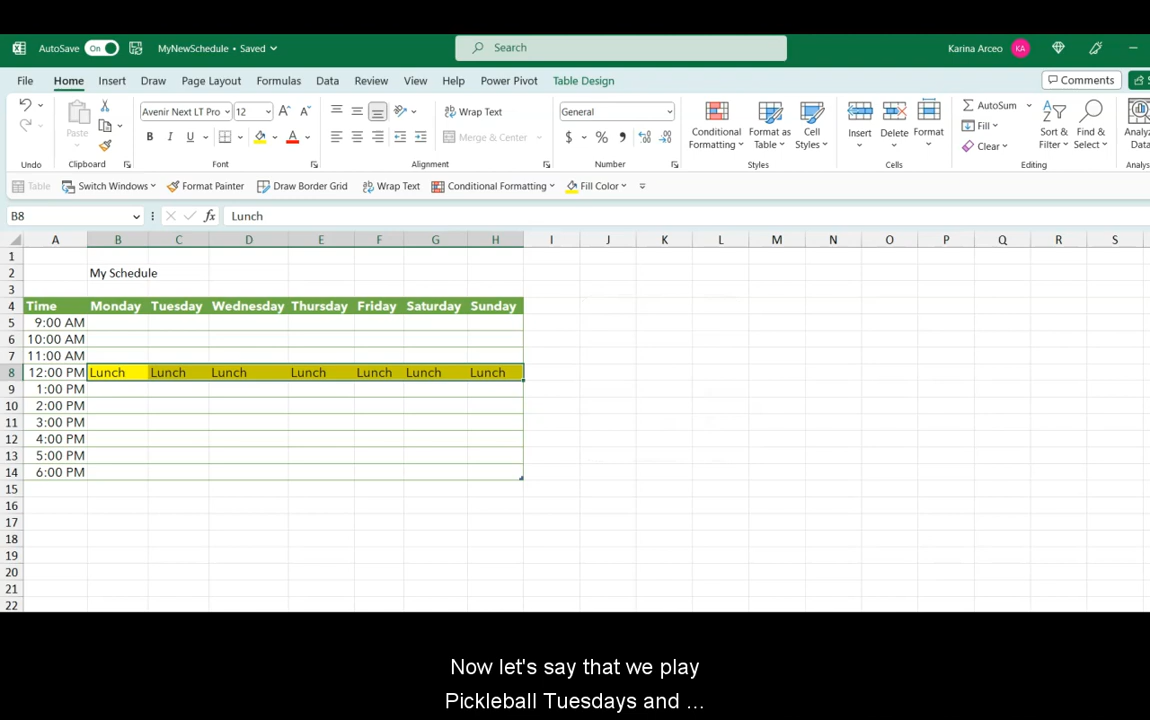 AutoSave On MyNewSchedule • Saved Search Karina Arceo KA
File Home Insert Draw Page Layout Formulas Data Review View Help Power Pivot Table Design Comments
Avenir Next LT Pro 12 Wrap Text General AutoSum
Paste Conditional Format as Cell Insert Delete Format Fill Sort & Find & Analyz
B I U A Merge & Center $ % Formatting Table Styles Clear Filter Select Data
Undo Clipboard Font Alignment Number Styles Cells Editing Analys
Table Switch Windows Format Painter Draw Border Grid Wrap Text Conditional Formatting Fill Color
B8 fx Lunch
A B C D E F G H I J K L M N O P Q R S
1
2 My Schedule
3
4 Time Monday Tuesday Wednesday Thursday Friday Saturday Sunday
5 9:00 AM
6 10:00 AM
7 11:00 AM
8 12:00 PM Lunch Lunch Lunch Lunch Lunch Lunch Lunch
9 1:00 PM
10 2:00 PM
11 3:00 PM
12 4:00 PM
13 5:00 PM
14 6:00 PM
15
16
17
18
19
20
21
22
Now let's say that we play
Pickleball Tuesdays and ...